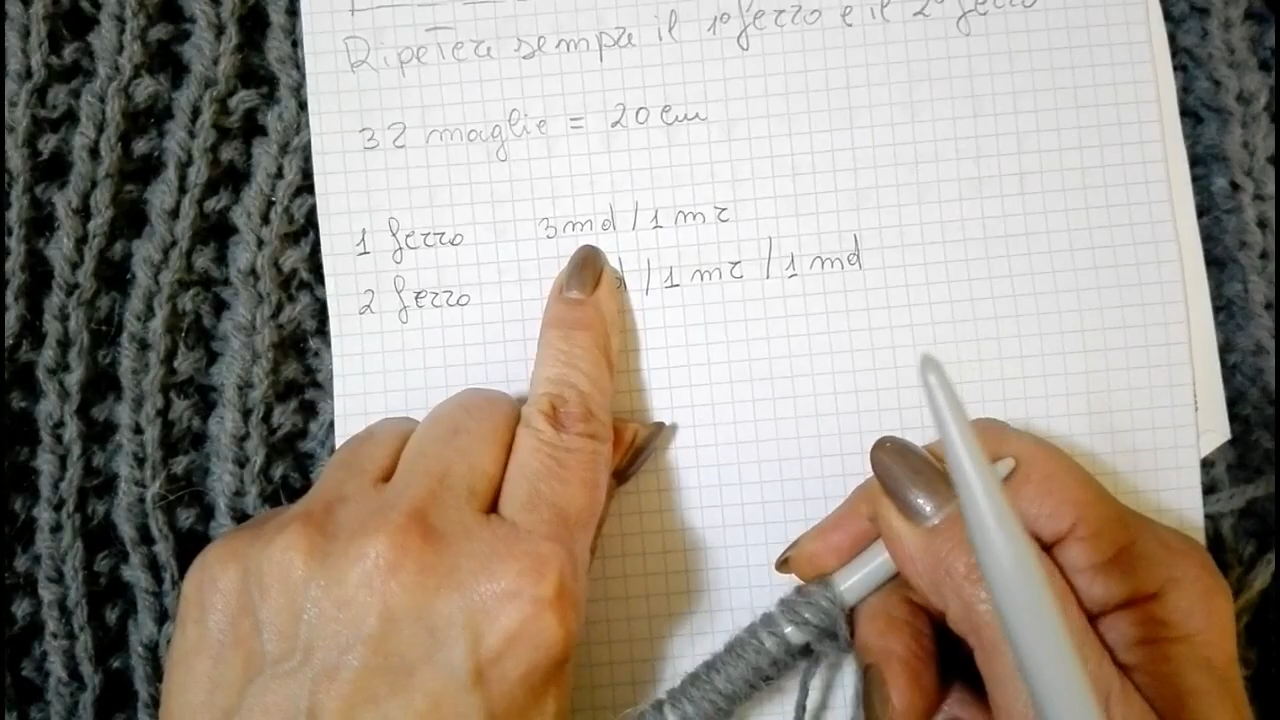 Ripetere sempre il 1° ferro e il 2° ferro
32 maglie = 20 cm
1 ferro 3 md / 1 mr
2 ferro / 1 mr / 1 md